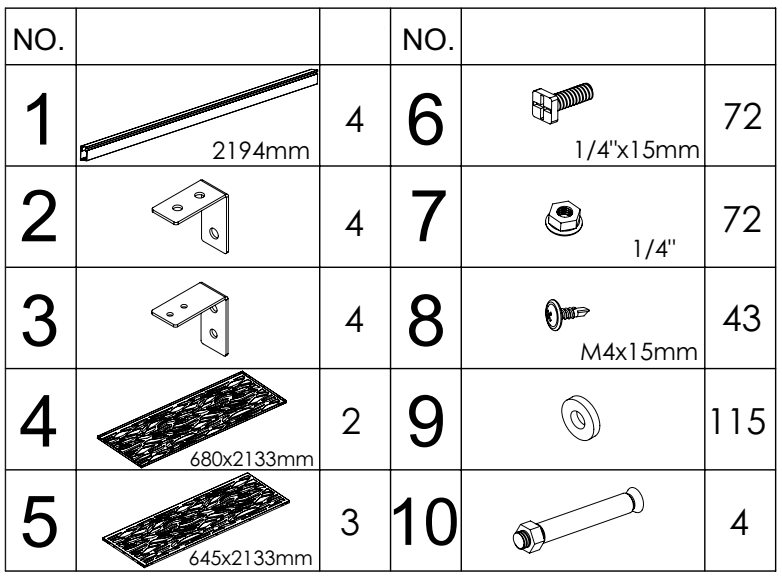 NO. NO.
1 2194mm 4 6 1/4"x15mm 72
2 4 7 1/4" 72
3 4 8 M4x15mm 43
4 680x2133mm 2 9 115
5 645x2133mm 3 10 4